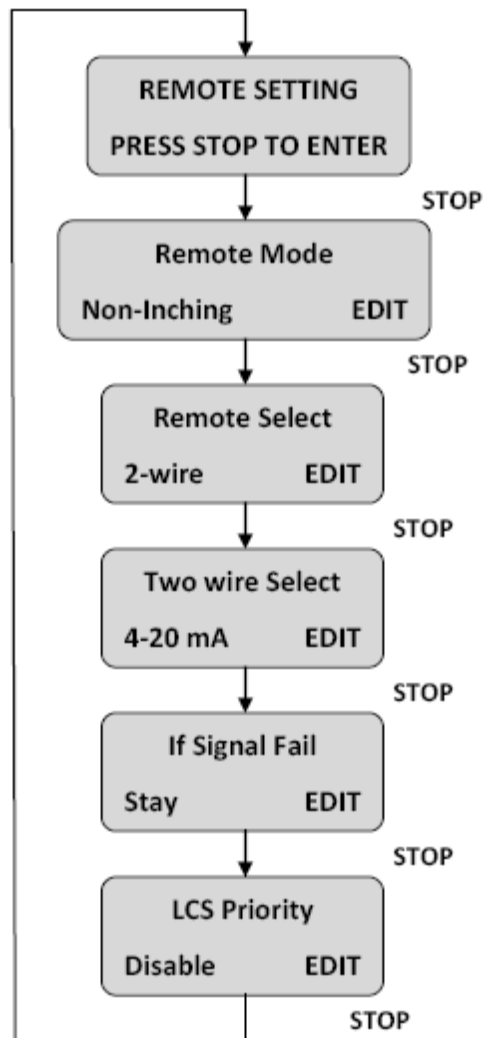 REMOTE SETTING
PRESS STOP TO ENTER
STOP
Remote Mode
Non-Inching EDIT
STOP
Remote Select
2-wire EDIT
STOP
Two wire Select
4-20 mA EDIT
STOP
If Signal Fail
Stay EDIT
STOP
LCS Priority
Disable EDIT
STOP